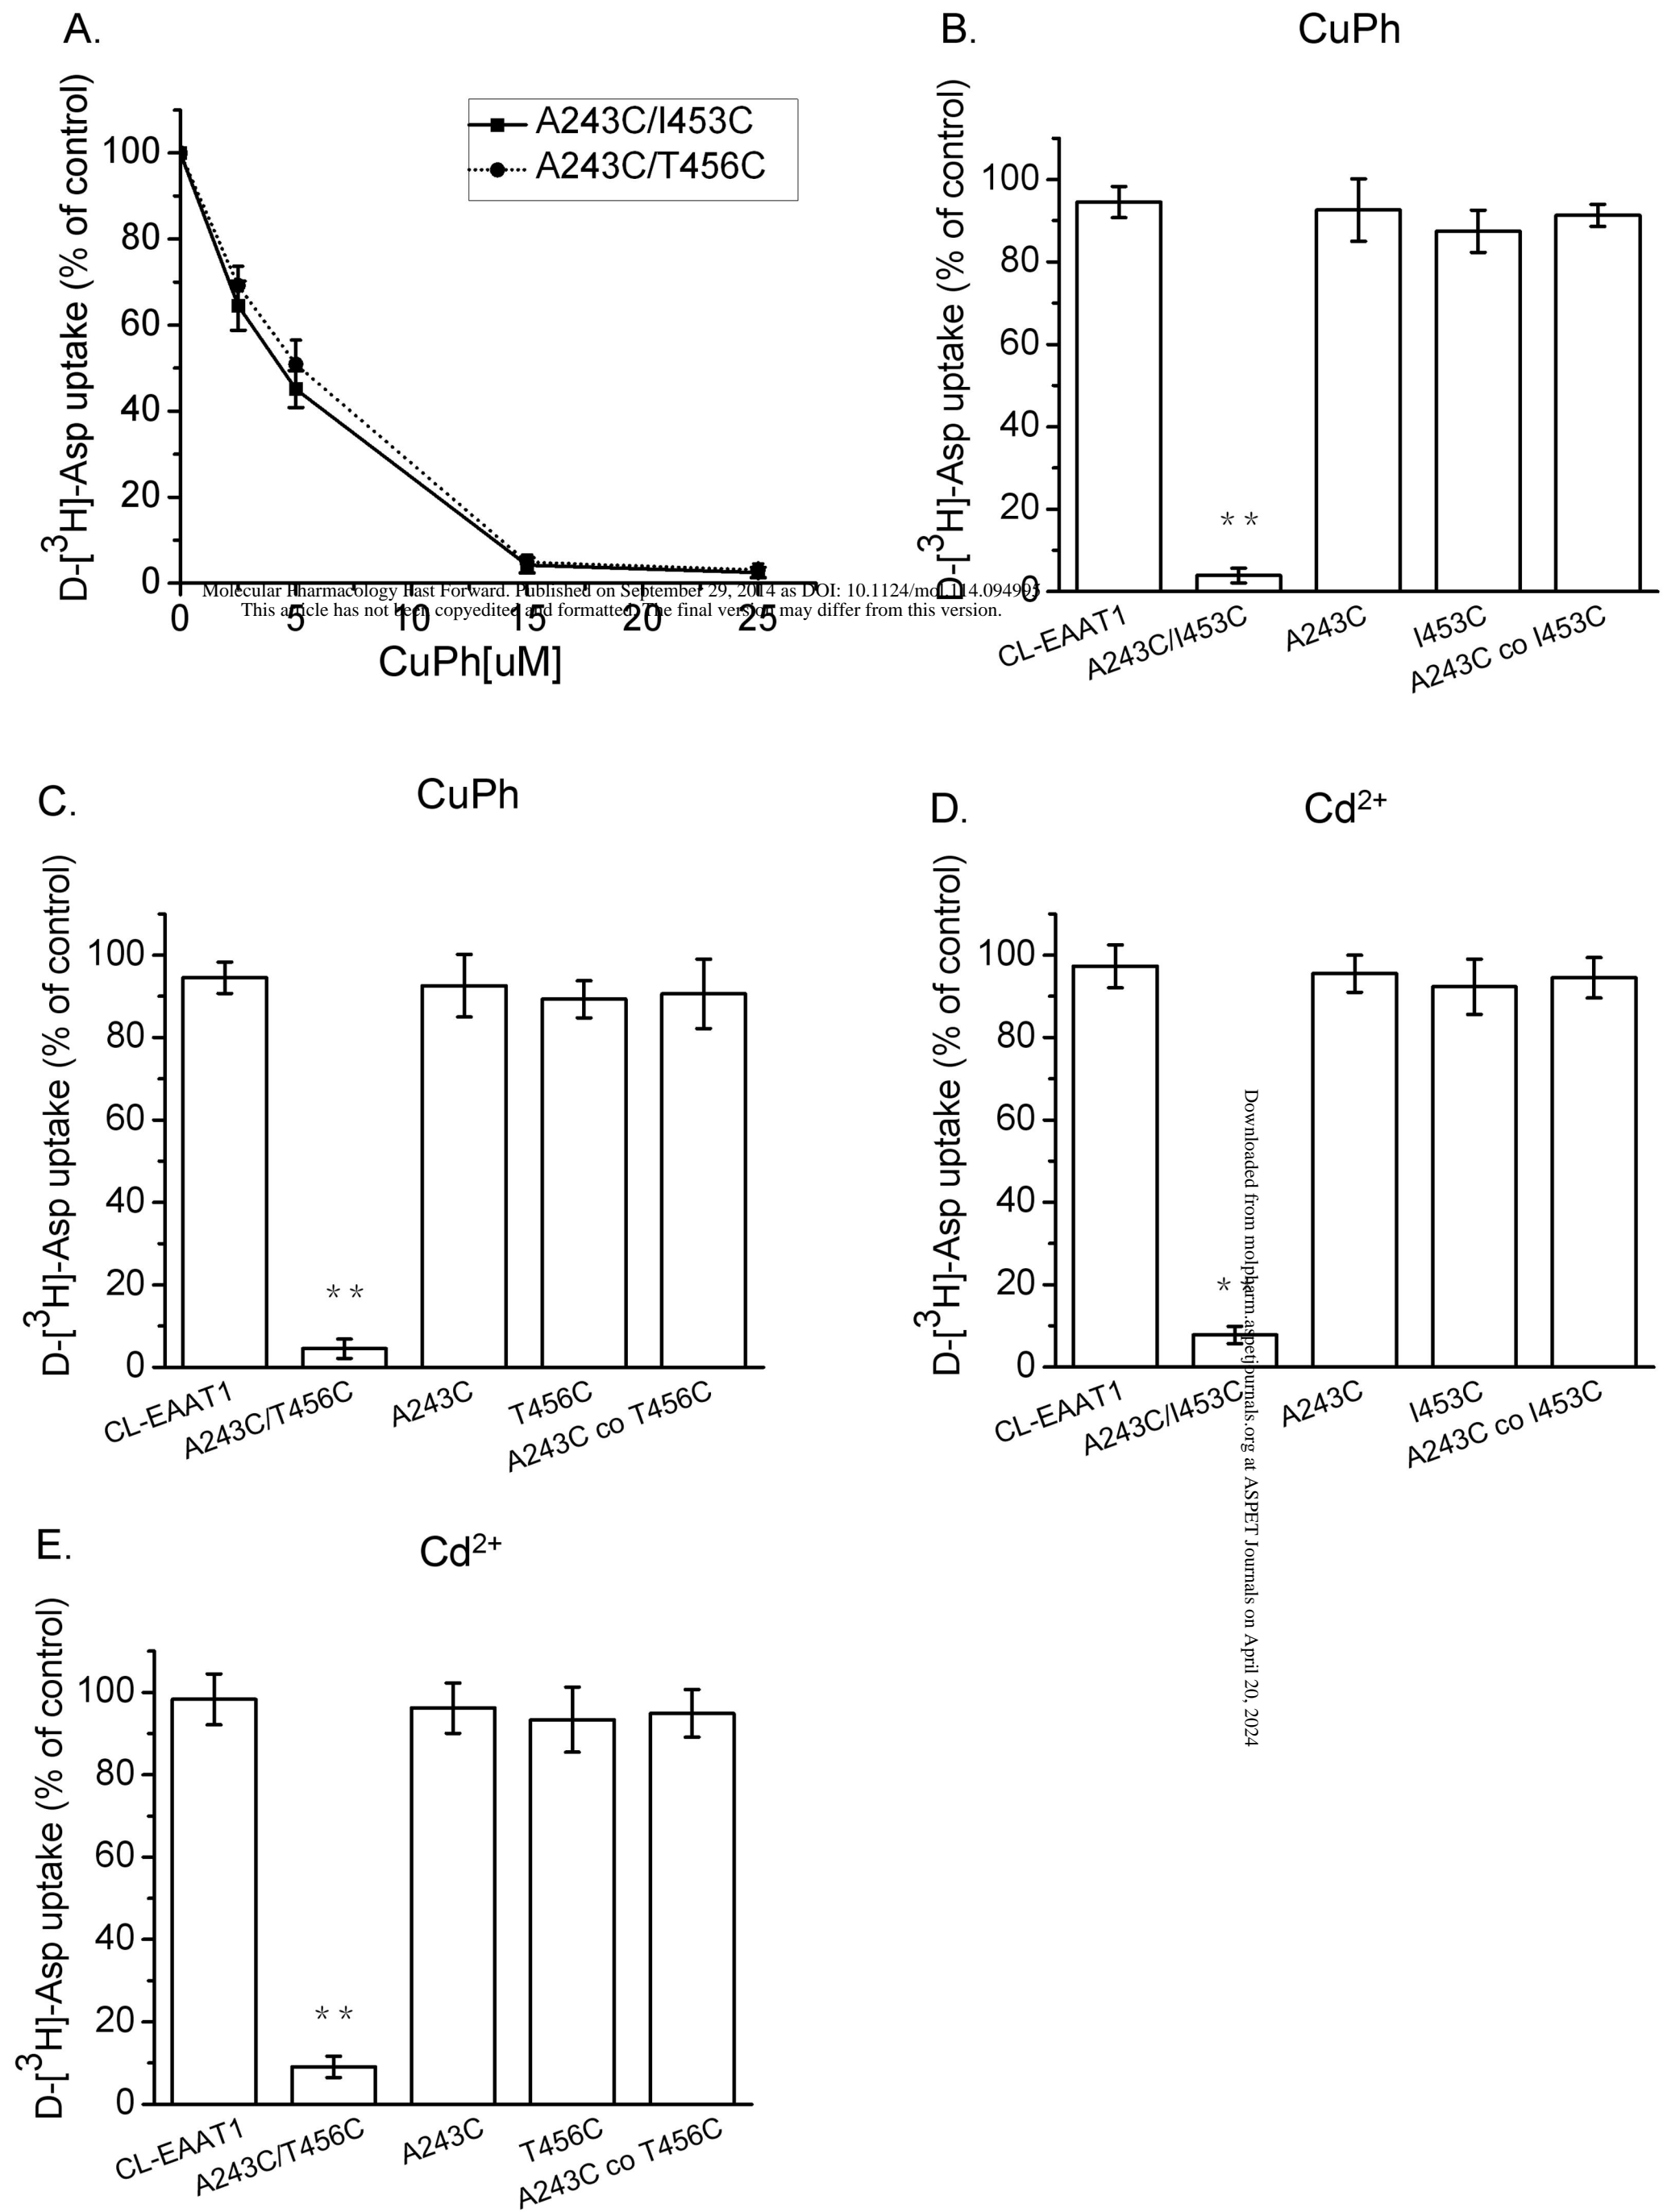 A.
D-[3H]-Asp uptake (% of control)
100
80
60
40
20
0
A243C/I453C
A243C/T456C
0 5 10 15 20 25
CuPh[uM]
Molecular Pharmacology Fast Forward. Published on September 29, 2014 as DOI: 10.1124/mol.114.094995
This article has not been copyedited and formatted. The final version may differ from this version.
B.
CuPh
D-[3H]-Asp uptake (% of control)
100
80
60
40
20
0
**
CL-EAAT1
A243C/I453C
A243C
I453C
A243C co I453C
C.
CuPh
D-[3H]-Asp uptake (% of control)
100
80
60
40
20
0
**
CL-EAAT1
A243C/T456C
A243C
T456C
A243C co T456C
D.
Cd2+
D-[3H]-Asp uptake (% of control)
100
80
60
40
20
0
*
CL-EAAT1
A243C/I453C
A243C
I453C
A243C co I453C
Downloaded from molpharm.aspetjournals.org at ASPET Journals on April 20, 2024
E.
Cd2+
D-[3H]-Asp uptake (% of control)
100
80
60
40
20
0
**
CL-EAAT1
A243C/T456C
A243C
T456C
A243C co T456C